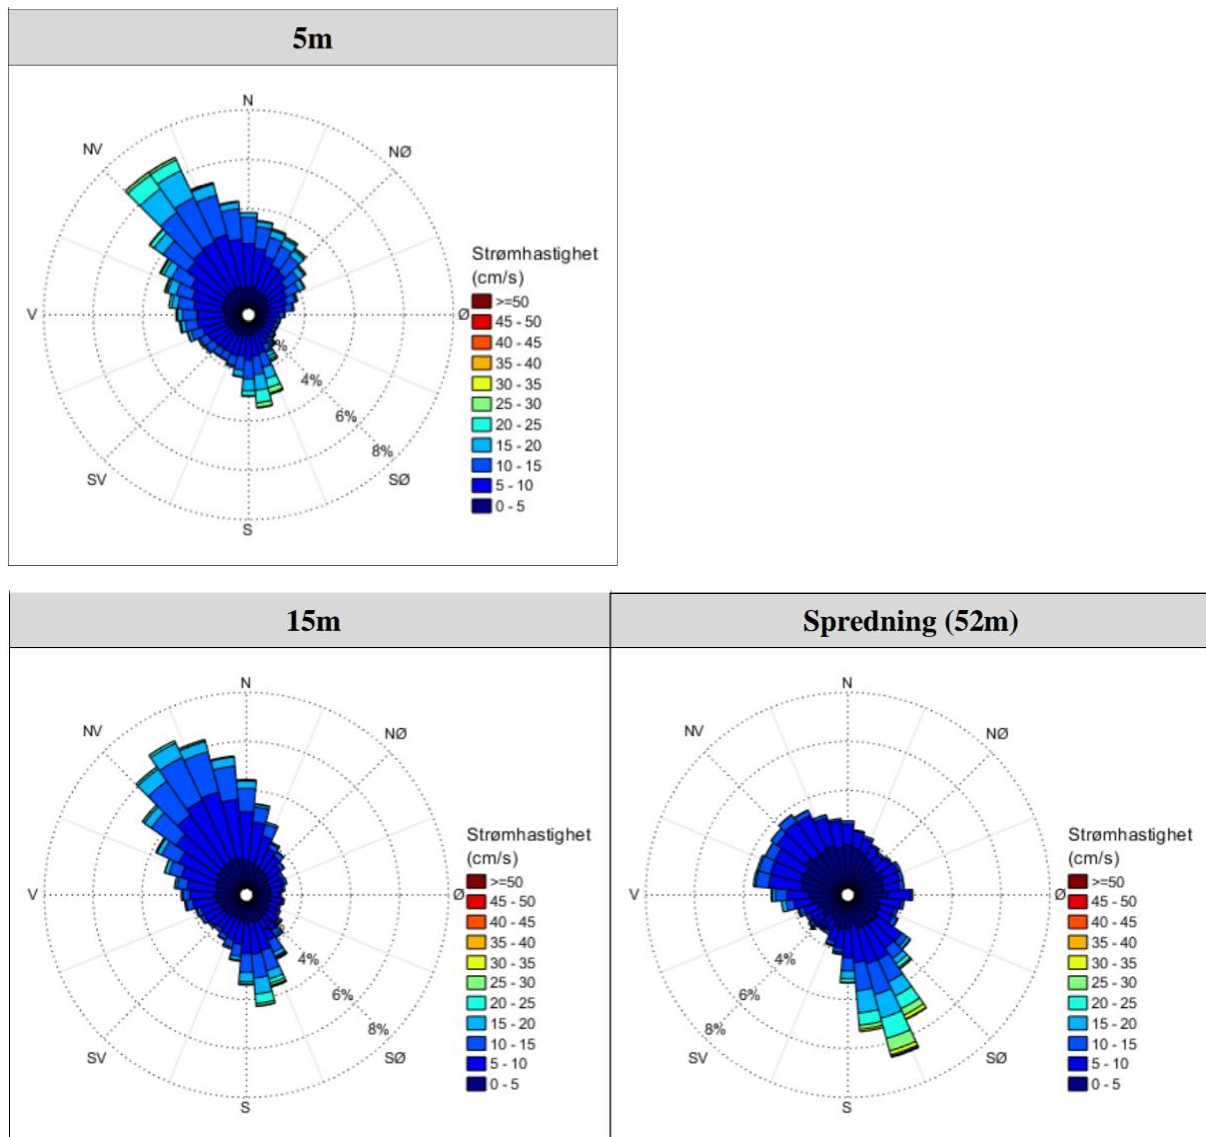 5m
N
NV
NØ
V
Ø
4%
6%
8%
SV
SØ
S
Strømhastighet
(cm/s)
>=50
45 - 50
40 - 45
35 - 40
30 - 35
25 - 30
20 - 25
15 - 20
10 - 15
5 - 10
0 - 5
15m
N
NV
NØ
V
Ø
4%
6%
8%
SV
SØ
S
Strømhastighet
(cm/s)
>=50
45 - 50
40 - 45
35 - 40
30 - 35
25 - 30
20 - 25
15 - 20
10 - 15
5 - 10
0 - 5
Spredning (52m)
N
NV
NØ
V
Ø
4%
6%
8%
SV
SØ
S
Strømhastighet
(cm/s)
>=50
45 - 50
40 - 45
35 - 40
30 - 35
25 - 30
20 - 25
15 - 20
10 - 15
5 - 10
0 - 5